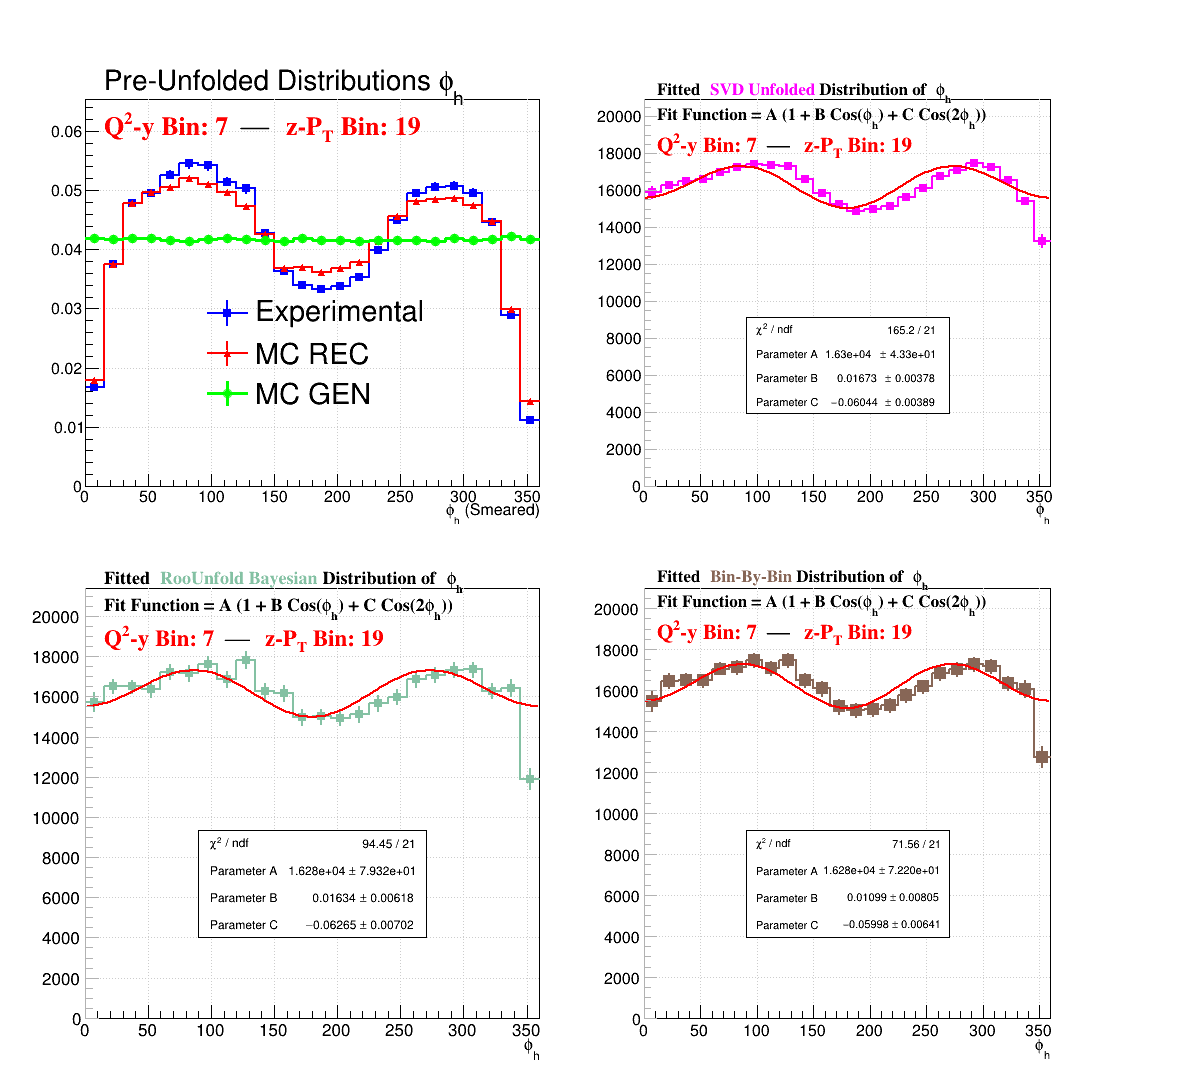 Pre-Unfolded Distributions ϕh
Q²-y Bin: 7 — z-PT Bin: 19
0.06
0.05
0.04
0.03
0.02
0.01
0
Experimental
MC REC
MC GEN
0 50 100 150 200 250 300 350
ϕh (Smeared)
Fitted SVD Unfolded Distribution of ϕh
Fit Function = A (1 + B Cos(ϕh) + C Cos(2ϕh))
Q²-y Bin: 7 — z-PT Bin: 19
20000
18000
16000
14000
12000
10000
8000
6000
4000
2000
0
χ² / ndf 165.2 / 21
Parameter A 1.63e+04 ± 4.33e+01
Parameter B 0.01673 ± 0.00378
Parameter C −0.06044 ± 0.00389
0 50 100 150 200 250 300 350
ϕh
Fitted RooUnfold Bayesian Distribution of ϕh
Fit Function = A (1 + B Cos(ϕh) + C Cos(2ϕh))
Q²-y Bin: 7 — z-PT Bin: 19
20000
18000
16000
14000
12000
10000
8000
6000
4000
2000
0
χ² / ndf 94.45 / 21
Parameter A 1.628e+04 ± 7.932e+01
Parameter B 0.01634 ± 0.00618
Parameter C −0.06265 ± 0.00702
0 50 100 150 200 250 300 350
ϕh
Fitted Bin-By-Bin Distribution of ϕh
Fit Function = A (1 + B Cos(ϕh) + C Cos(2ϕh))
Q²-y Bin: 7 — z-PT Bin: 19
20000
18000
16000
14000
12000
10000
8000
6000
4000
2000
0
χ² / ndf 71.56 / 21
Parameter A 1.628e+04 ± 7.220e+01
Parameter B 0.01099 ± 0.00805
Parameter C −0.05998 ± 0.00641
0 50 100 150 200 250 300 350
ϕh